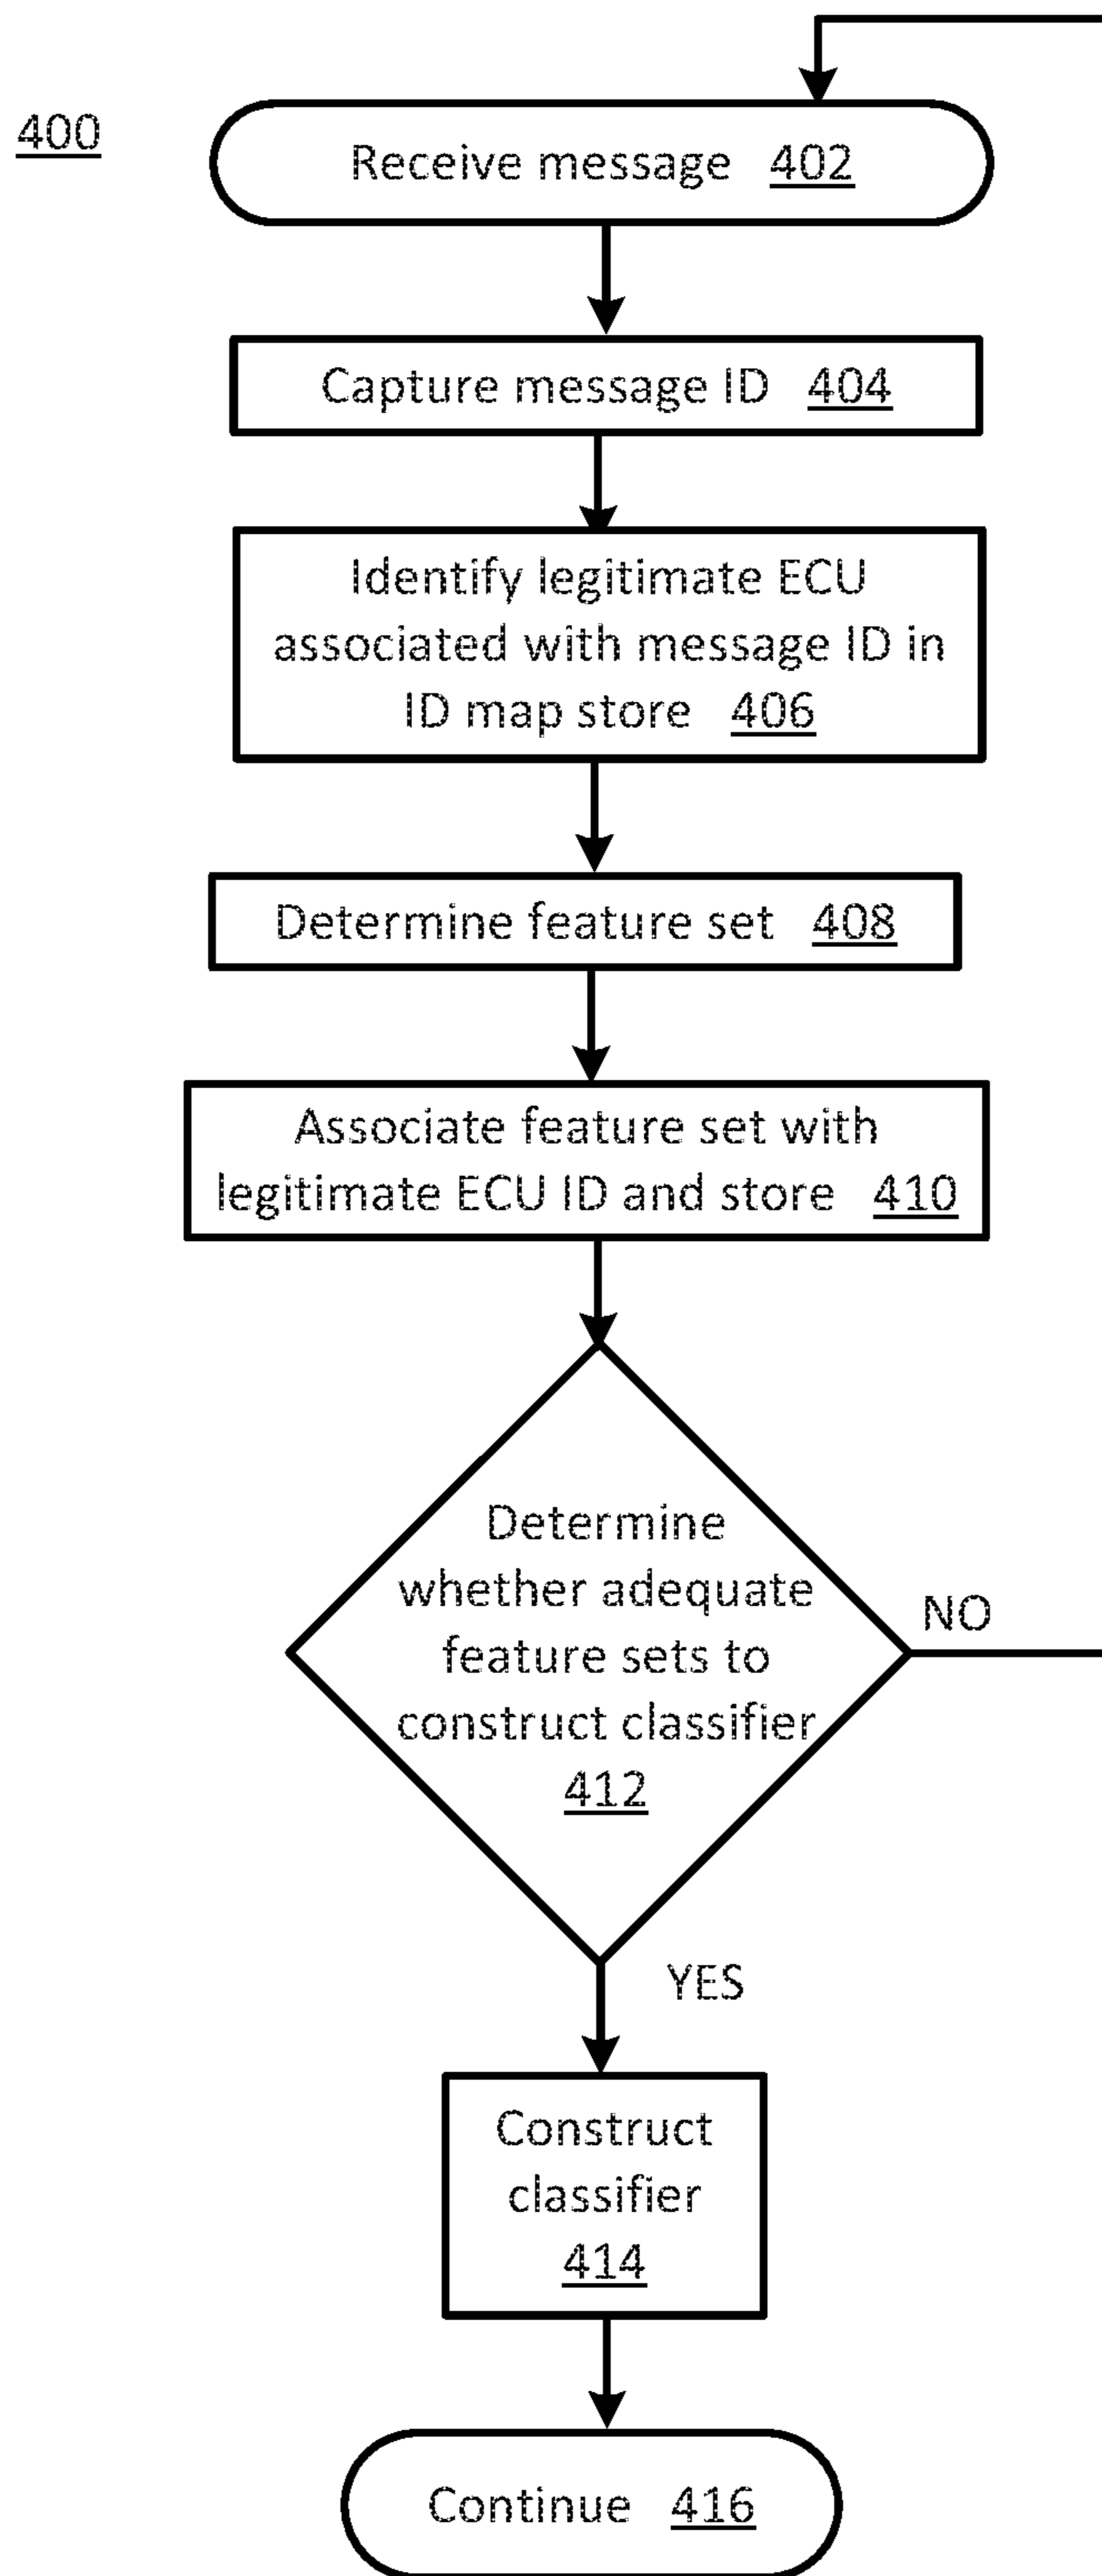 400
Receive message 402
Capture message ID 404
Identify legitimate ECU
associated with message ID in
ID map store 406
Determine feature set 408
Associate feature set with
legitimate ECU ID and store 410
Determine
whether adequate
feature sets to
construct classifier
412
NO
YES
Construct
classifier
414
Continue 416